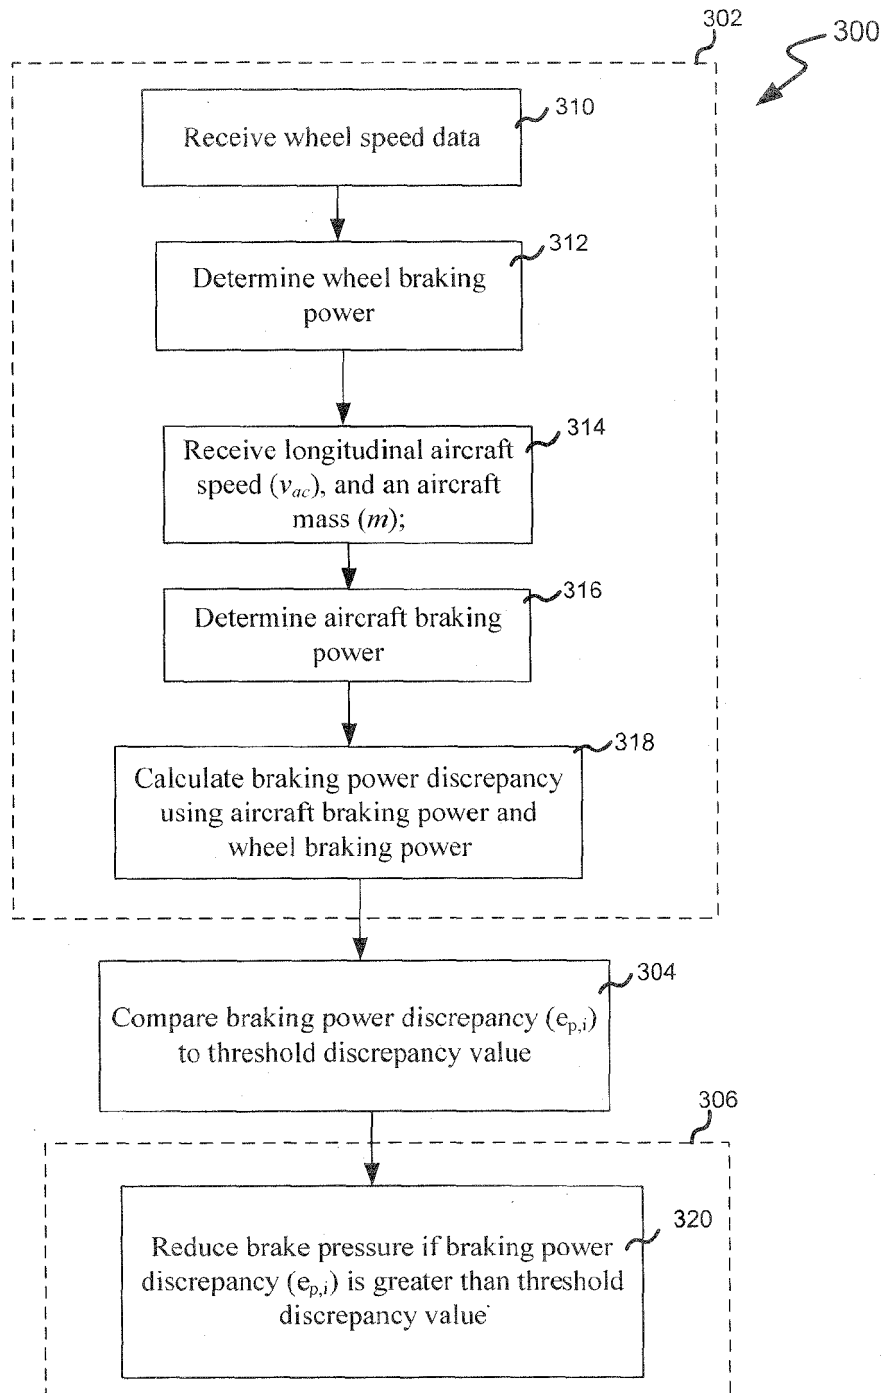 302
300
310
Receive wheel speed data
312
Determine wheel braking
power
314
Receive longitudinal aircraft
speed (vac), and an aircraft
mass (m);
316
Determine aircraft braking
power
318
Calculate braking power discrepancy
using aircraft braking power and
wheel braking power
304
Compare braking power discrepancy (ep,i)
to threshold discrepancy value
306
320
Reduce brake pressure if braking power
discrepancy (ep,i) is greater than threshold
discrepancy value